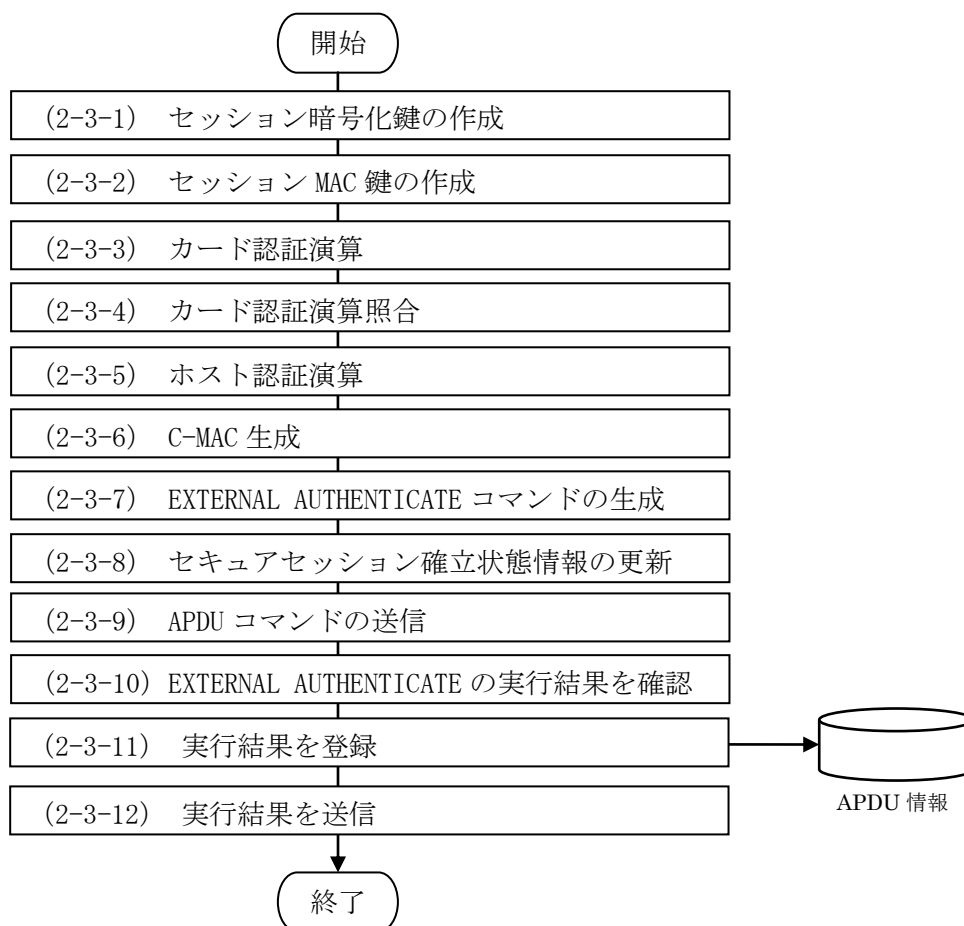 開始
(2-3-1) セッション暗号化鍵の作成
(2-3-2) セッション MAC 鍵の作成
(2-3-3) カード認証演算
(2-3-4) カード認証演算照合
(2-3-5) ホスト認証演算
(2-3-6) C-MAC 生成
(2-3-7) EXTERNAL AUTHENTICATE コマンドの生成
(2-3-8) セキュアセッション確立状態情報の更新
(2-3-9) APDU コマンドの送信
(2-3-10) EXTERNAL AUTHENTICATE の実行結果を確認
(2-3-11) 実行結果を登録
APDU 情報
(2-3-12) 実行結果を送信
終了